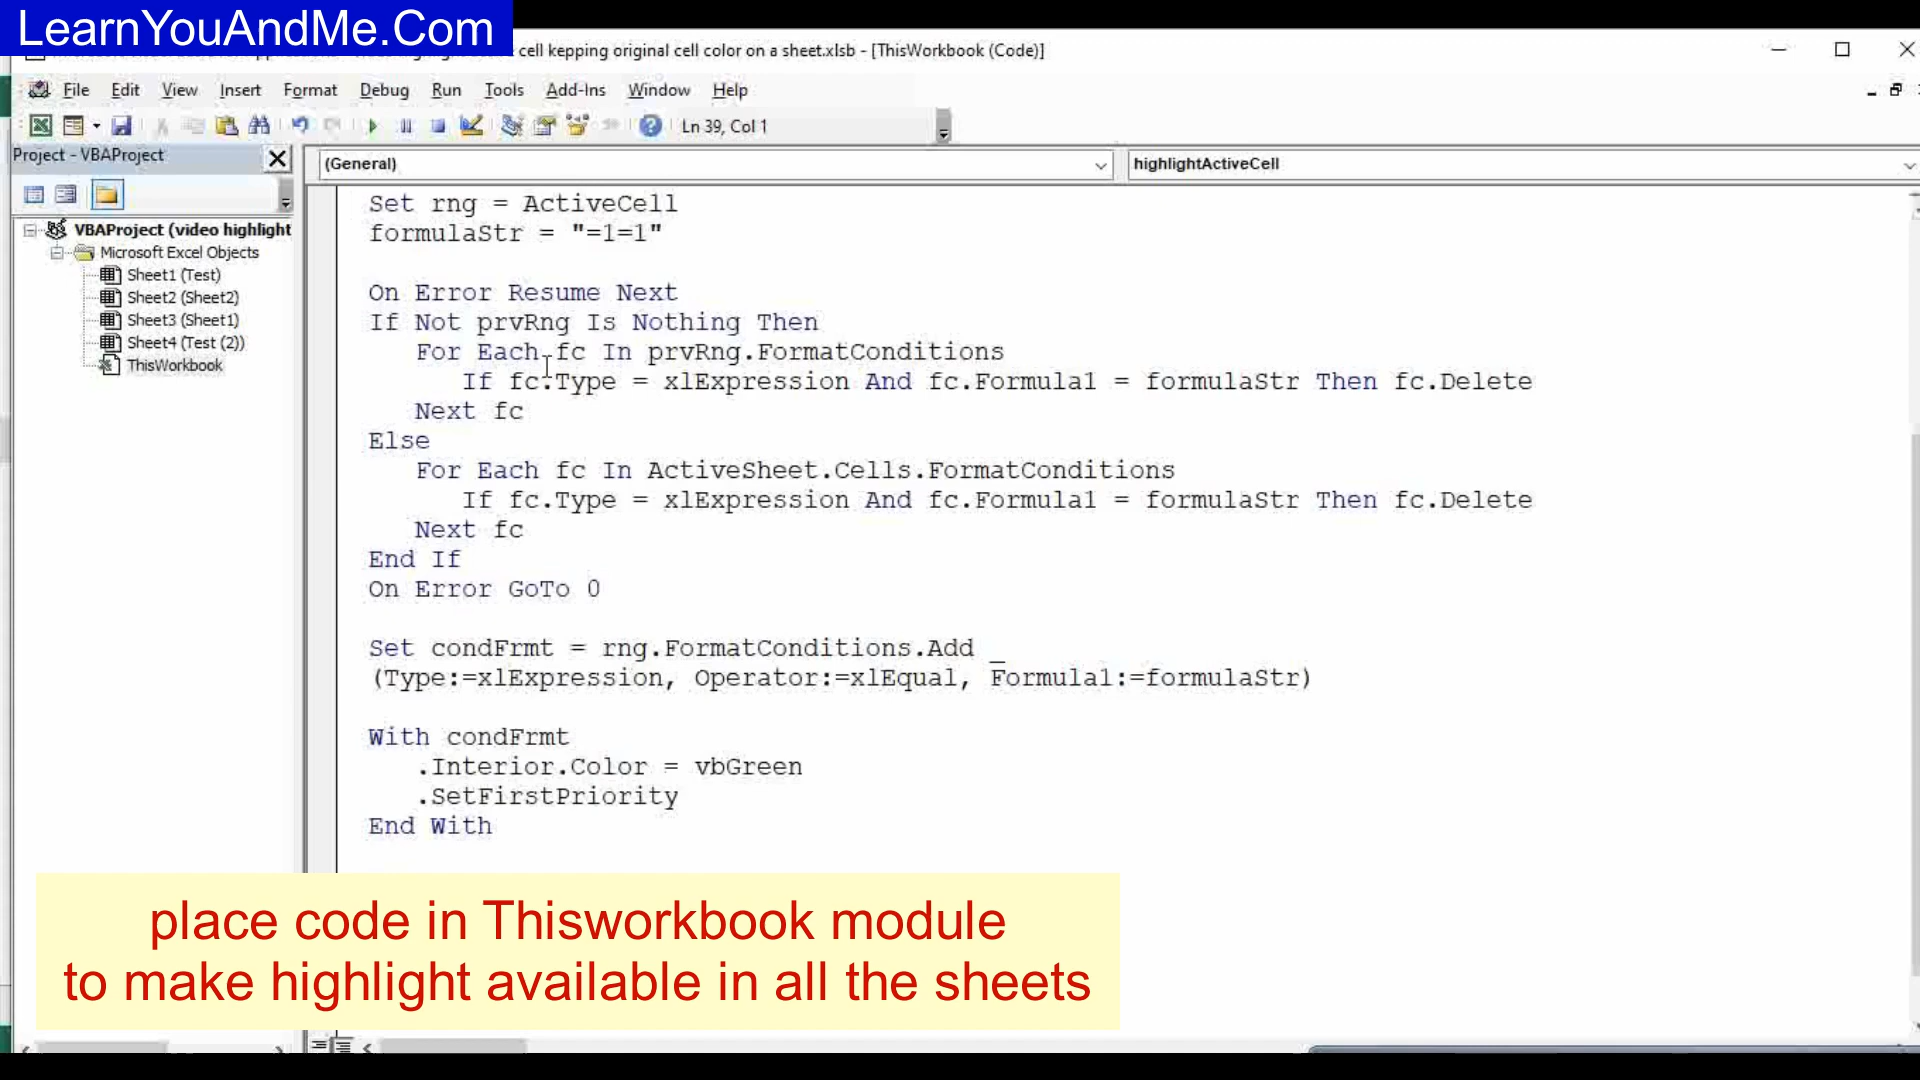 LearnYouAndMe.Com
cell kepping original cell color on a sheet.xlsb - [ThisWorkbook (Code)]
File Edit View Insert Format Debug Run Tools Add-Ins Window Help
Ln 39, Col 1
Project - VBAProject
(General)
highlightActiveCell
VBAProject (video highlight
Microsoft Excel Objects
Sheet1 (Test)
Sheet2 (Sheet2)
Sheet3 (Sheet1)
Sheet4 (Test (2))
ThisWorkbook
Set rng = ActiveCell
formulaStr = "=1=1"
On Error Resume Next
If Not prvRng Is Nothing Then
For Each fc In prvRng.FormatConditions
If fc.Type = xlExpression And fc.Formula1 = formulaStr Then fc.Delete
Next fc
Else
For Each fc In ActiveSheet.Cells.FormatConditions
If fc.Type = xlExpression And fc.Formula1 = formulaStr Then fc.Delete
Next fc
End If
On Error GoTo 0
Set condFrmt = rng.FormatConditions.Add _
(Type:=xlExpression, Operator:=xlEqual, Formula1:=formulaStr)
With condFrmt
.Interior.Color = vbGreen
.SetFirstPriority
End With
place code in Thisworkbook module
to make highlight available in all the sheets